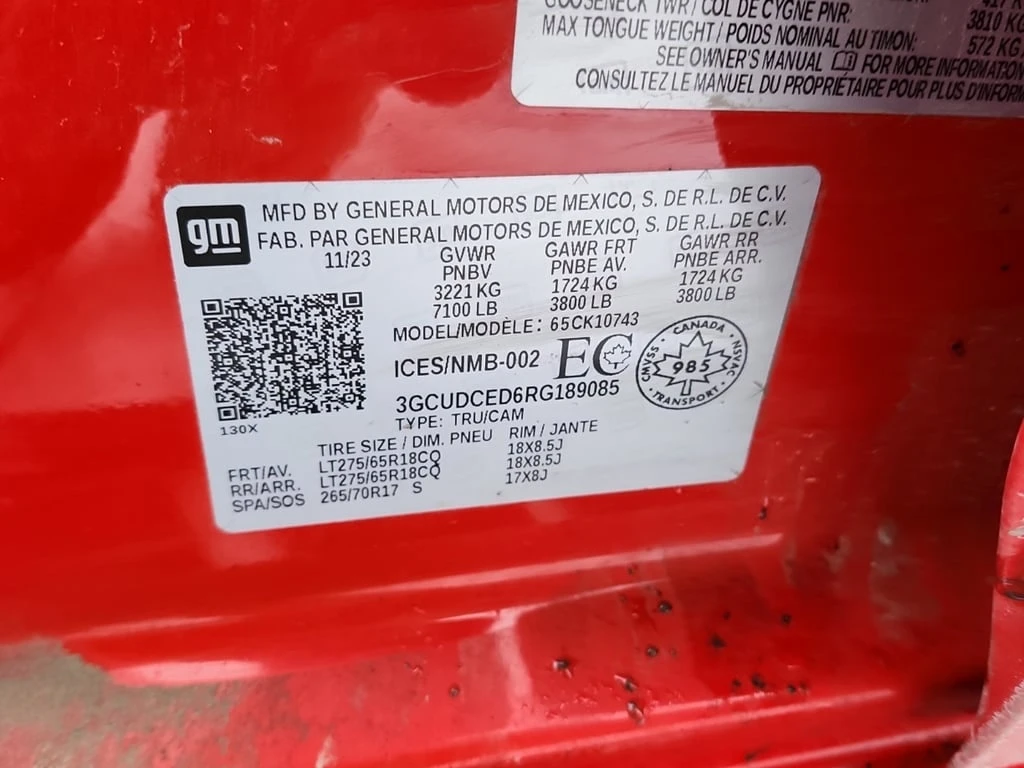 GOOSENECK TWR / COL DE CYGNE PNR: 3810 KG
MAX TONGUE WEIGHT / POIDS NOMINAL AU TIMON: 572 KG
SEE OWNER'S MANUAL FOR MORE INFORMATION
CONSULTEZ LE MANUEL DU PROPRIÉTAIRE POUR PLUS D'INFORM
gm
MFD BY GENERAL MOTORS DE MEXICO, S. DE R.L. DE C.V.
FAB. PAR GENERAL MOTORS DE MEXICO, S. DE R.L. DE C.V.
11/23 GVWR GAWR FRT GAWR RR
PNBV PNBE AV. PNBE ARR.
3221 KG 1724 KG 1724 KG
7100 LB 3800 LB 3800 LB
MODEL/MODÈLE: 65CK10743
ICES/NMB-002 EC
CANADA
CMVSS 985 NSVAC
TRANSPORT
3GCUDCED6RG189085
130X
TYPE: TRU/CAM
TIRE SIZE / DIM. PNEU RIM / JANTE
FRT/AV. LT275/65R18CQ 18X8.5J
RR/ARR. LT275/65R18CQ 18X8.5J
SPA/SOS 265/70R17 S 17X8J